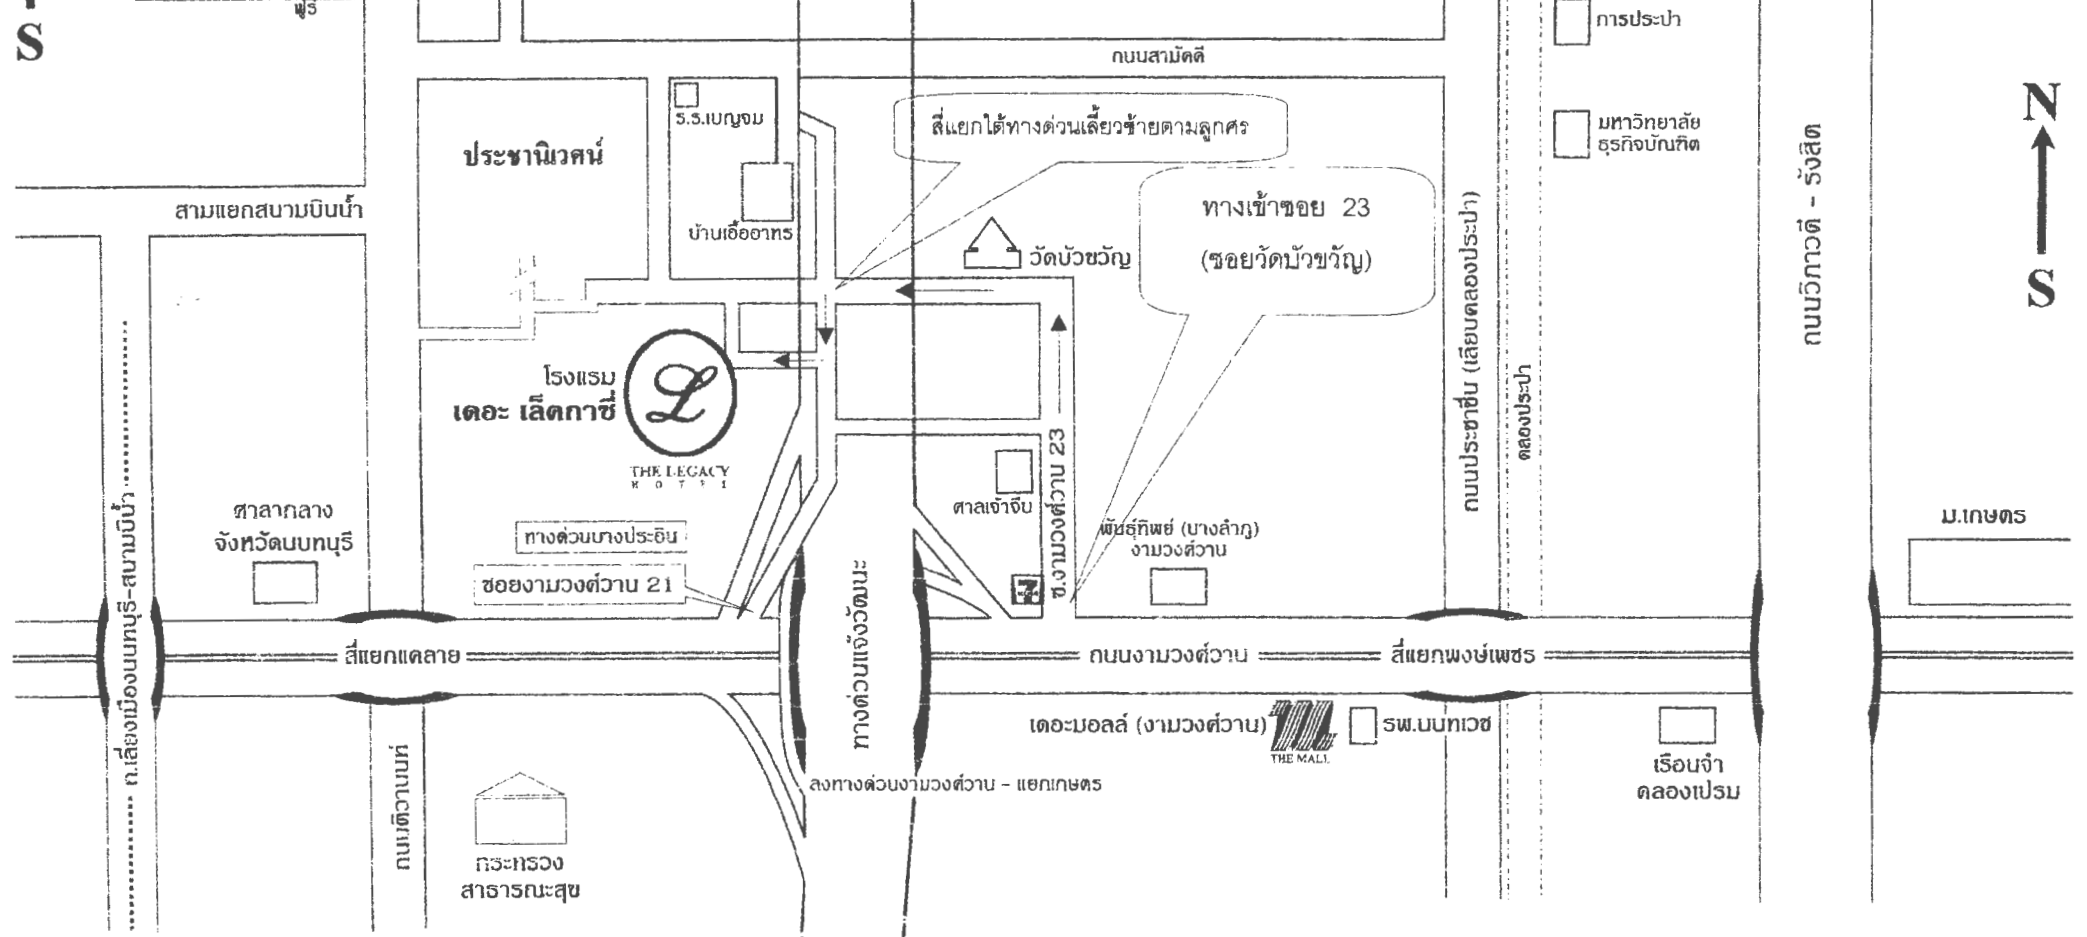 S
ฟูริ
การประปา
ถนนสามัคคี
N
S
ร.ร.เบญจม
สี่แยกใต้ทางด่วนเลี้ยวซ้ายตามลูกศร
มหาวิทยาลัย
ธุรกิจบัณฑิต
ประชานิเวศน์
ทางเข้าซอย 23
(ซอยวัดบัวขวัญ)
สามแยกสนามบินน้ำ
บ้านเอื้ออาทร
วัดบัวขวัญ
ถนนวิภาวดี - รังสิต
ถนนประชาชื่น (เลียบคลองประปา)
คลองประปา
โรงแรม
เดอะ เล็คกาซี่
L
THE LEGACY
HOTEL
ซ.งามวงศ์วาน 23
ศาลเจ้าจีบ
ศาลากลาง
จังหวัดนนทบุรี
ทางด่วนบางประอิน
ซอยงามวงศ์วาน 21
พันธุ์ทิพย์ (บางลำภู)
งามวงศ์วาน
ม.เกษตร
7
ถ.เลี่ยงเมืองนนทบุรี-สนามบินน้ำ
สี่แยกแคลาย
ถนนงามวงศ์วาน
สี่แยกพงษ์เพชร
เดอะมอลล์ (งามวงศ์วาน)
THE MALL
รพ.นนทเวช
เรือนจำ
คลองเปรม
ลงทางด่วนงามวงศ์วาน - แยกเกษตร
ถนนติวานนท์
กระทรวง
สาธารณะสุข